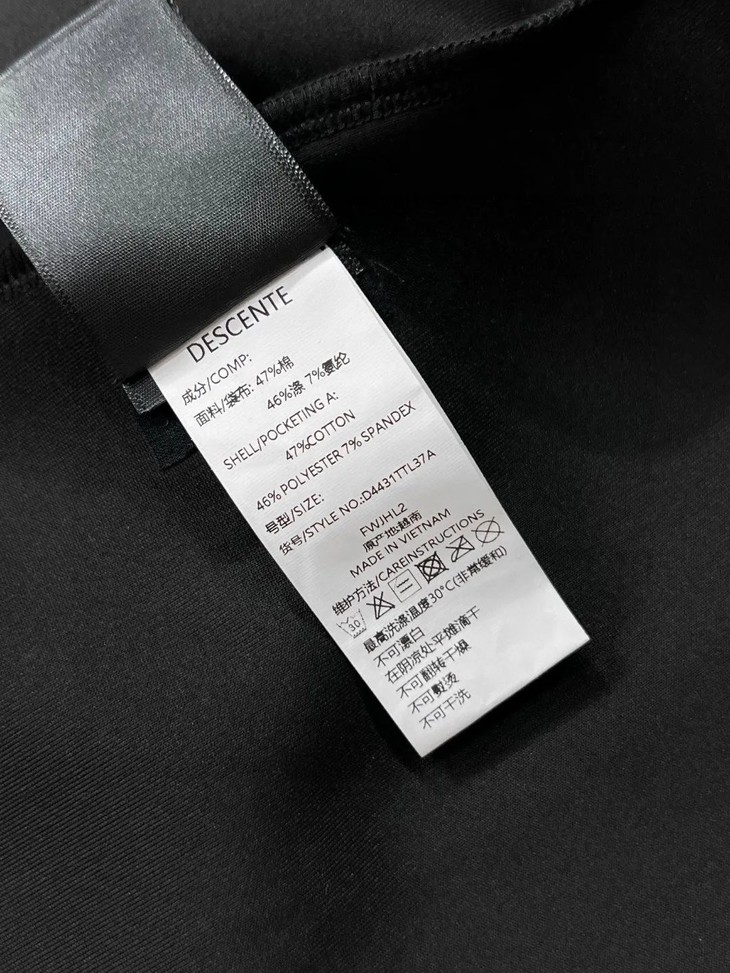 DESCENTE
成分/COMP:
面料/袋布: 47%棉
46%涤 7%氨纶
SHELL/POCKETING A:
47%COTTON
46% POLYESTER 7% SPANDEX
号型/SIZE:
货号/STYLE NO.:D4431TTL37A
FWJHL2
原产地:越南
MADE IN VIETNAM
维护方法/CAREINSTRUCTIONS
30
最高洗涤温度30°C(非常缓和)
不可漂白
在阴凉处平摊滴干
不可翻转干燥
不可熨烫
不可干洗